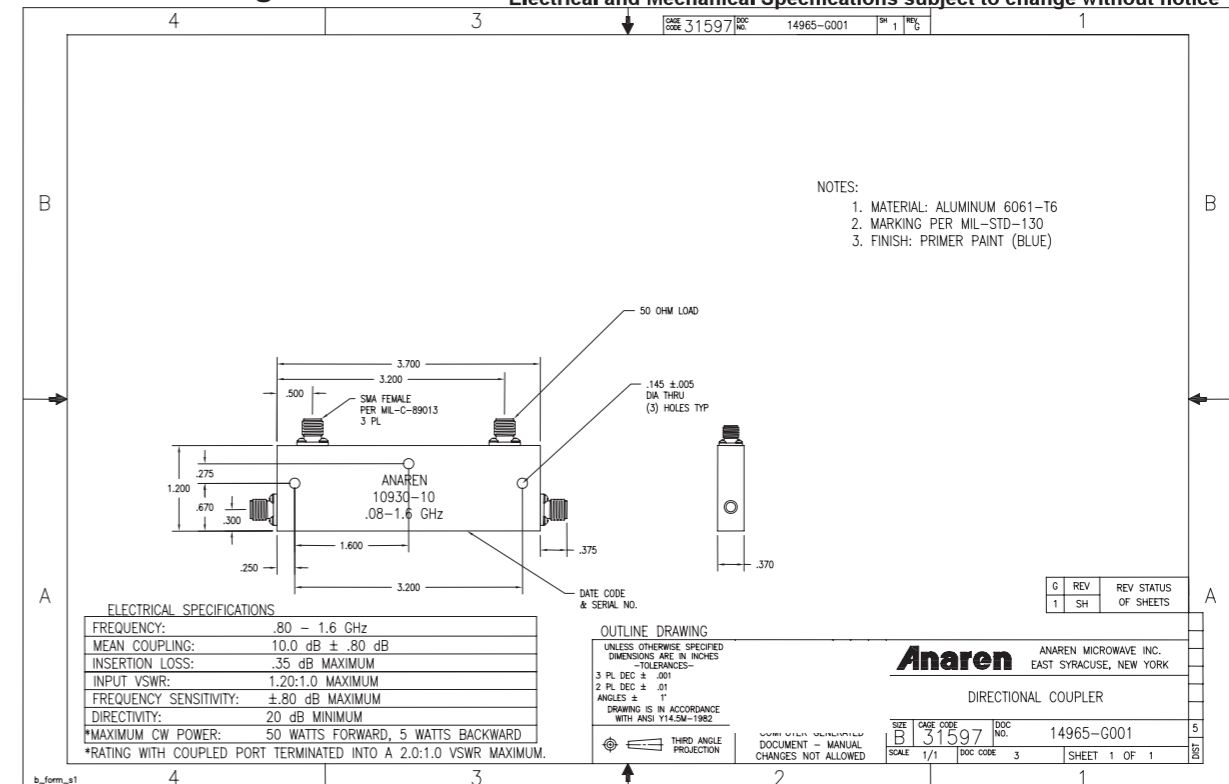 Electrical and Mechanical Specifications subject to change without notice
4
3
CAGE CODE 31597 DOC NO. 14965-G001 SH 1 REV G
1
B
B
NOTES:
1. MATERIAL: ALUMINUM 6061-T6
2. MARKING PER MIL-STD-130
3. FINISH: PRIMER PAINT (BLUE)
50 OHM LOAD
3.700
3.200
.500
SMA FEMALE
PER MIL-C-89013
3 PL
.145 ±.005
DIA THRU
(3) HOLES TYP
.275
1.200
.670
.300
ANAREN
10930-10
.08-1.6 GHz
1.600
.375
.250
3.200
.370
DATE CODE
& SERIAL NO.
A
A
G REV REV STATUS
1 SH OF SHEETS
ELECTRICAL SPECIFICATIONS
FREQUENCY: .80 - 1.6 GHz
MEAN COUPLING: 10.0 dB ± .80 dB
INSERTION LOSS: .35 dB MAXIMUM
INPUT VSWR: 1.20:1.0 MAXIMUM
FREQUENCY SENSITIVITY: ±.80 dB MAXIMUM
DIRECTIVITY: 20 dB MINIMUM
*MAXIMUM CW POWER: 50 WATTS FORWARD, 5 WATTS BACKWARD
*RATING WITH COUPLED PORT TERMINATED INTO A 2.0:1.0 VSWR MAXIMUM.
OUTLINE DRAWING
UNLESS OTHERWISE SPECIFIED
DIMENSIONS ARE IN INCHES
-TOLERANCES-
3 PL DEC ± .001
2 PL DEC ± .01
ANGLES ± 1°
DRAWING IS IN ACCORDANCE
WITH ANSI Y14.5M-1982
THIRD ANGLE
PROJECTION
DOCUMENT - MANUAL
CHANGES NOT ALLOWED
Anaren
ANAREN MICROWAVE INC.
EAST SYRACUSE, NEW YORK
DIRECTIONAL COUPLER
SIZE B CAGE CODE 31597 DOC NO. 14965-G001
SCALE 1/1 DOC CODE 3 SHEET 1 OF 1
5
DIST
b_form_s1
4
3
2
1